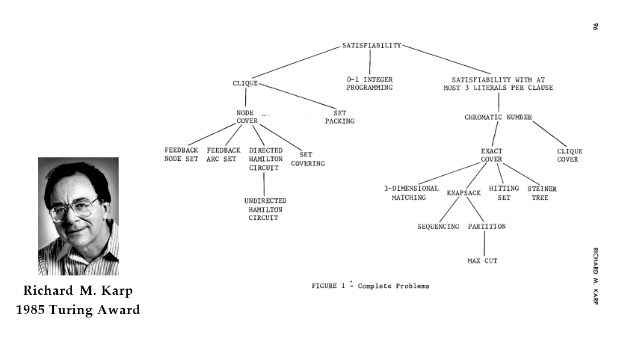 96
SATISFIABILITY
CLIQUE
0-1 INTEGER
PROGRAMMING
SATISFIABILITY WITH AT
MOST 3 LITERALS PER CLAUSE
NODE
COVER
SET
PACKING
CHROMATIC NUMBER
FEEDBACK
NODE SET
FEEDBACK
ARC SET
DIRECTED
HAMILTON
CIRCUIT
SET
COVERING
EXACT
COVER
CLIQUE
COVER
3-DIMENSIONAL
MATCHING
KNAPSACK
HITTING
SET
STEINER
TREE
UNDIRECTED
HAMILTON
CIRCUIT
SEQUENCING
PARTITION
MAX CUT
FIGURE 1 - Complete Problems
RICHARD M. KARP
Richard M. Karp
1985 Turing Award